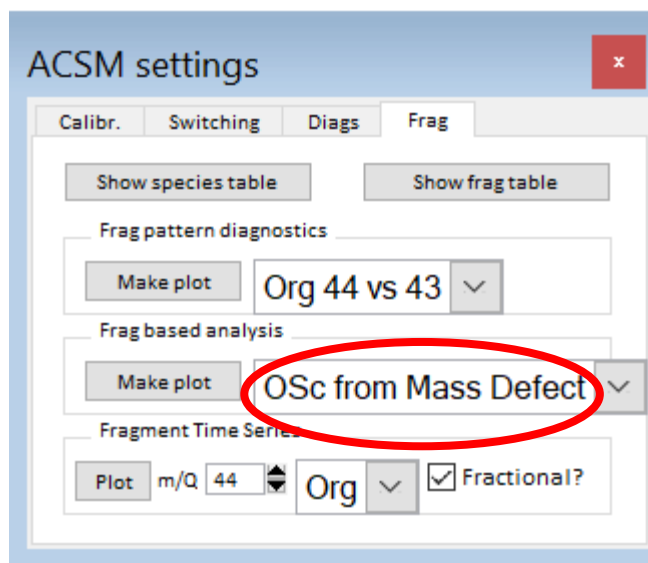 ACSM settings x
Calibr. Switching Diags Frag
Show species table Show frag table
Frag pattern diagnostics
Make plot Org 44 vs 43
Frag based analysis
Make plot OSc from Mass Defect
Fragment Time Series
Plot m/Q 44 Org Fractional?